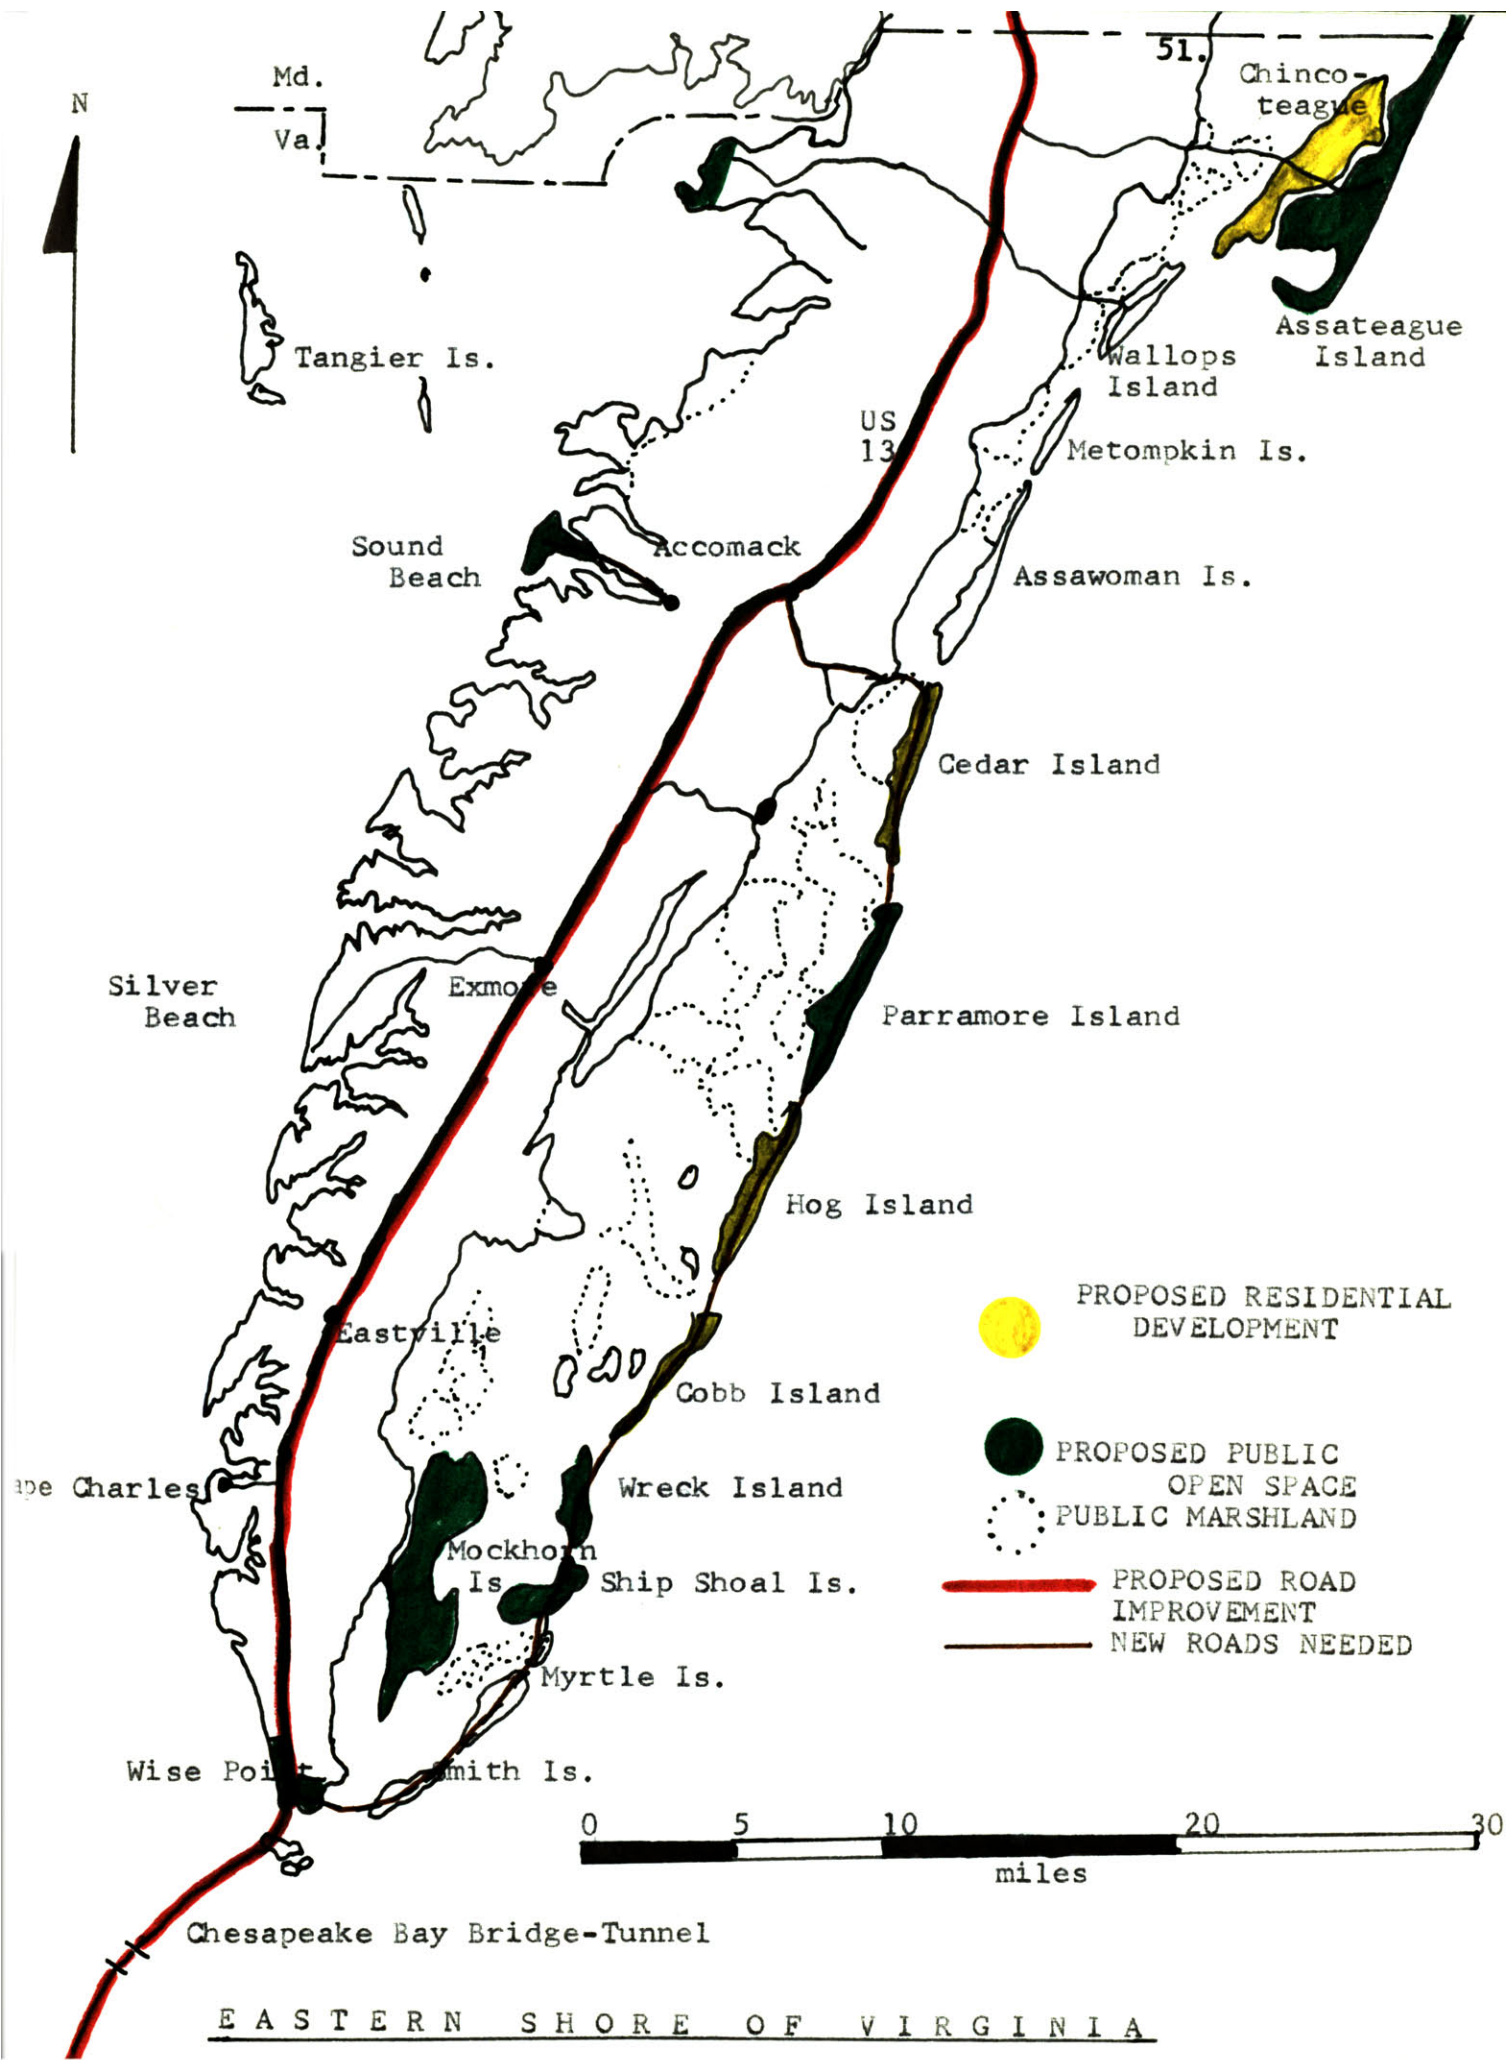 51.
Md.
Chinco-
teague
N
Va.
Assateague
Island
Tangier Is.
Wallops
Island
US
13
Metompkin Is.
Sound
Beach
Accomack
Assawoman Is.
Cedar Island
Silver
Beach
Exmore
Parramore Island
Hog Island
PROPOSED RESIDENTIAL
DEVELOPMENT
Eastville
Cobb Island
PROPOSED PUBLIC
OPEN SPACE
ape Charles
Wreck Island
PUBLIC MARSHLAND
Mockhorn
Is
Ship Shoal Is.
PROPOSED ROAD
IMPROVEMENT
NEW ROADS NEEDED
Myrtle Is.
Wise Point
Smith Is.
0 5 10 20 30
miles
Chesapeake Bay Bridge-Tunnel
EASTERN SHORE OF VIRGINIA